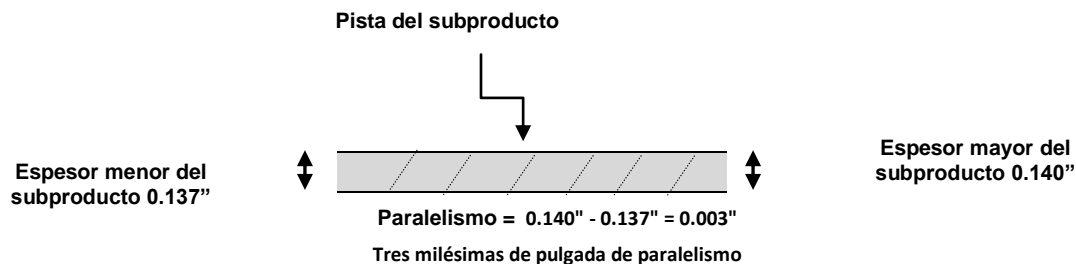 Pista del subproducto
Espesor menor del
subproducto 0.137”
Espesor mayor del
subproducto 0.140”
Paralelismo = 0.140" - 0.137" = 0.003"
Tres milésimas de pulgada de paralelismo